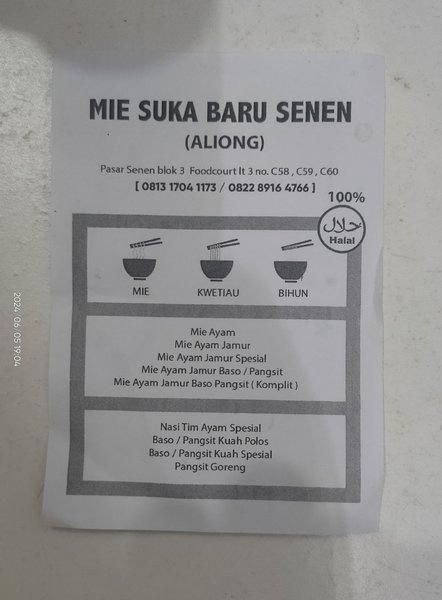 MIE SUKA BARU SENEN
(ALIONG)
Pasar Senen blok 3 Foodcourt lt 3 no. C58 , C59 , C60
[ 0813 1704 1173 / 0822 8916 4766 ]
100%
حلال
Halal
MIE
KWETIAU
BIHUN
Mie Ayam
Mie Ayam Jamur
Mie Ayam Jamur Spesial
Mie Ayam Jamur Baso / Pangsit
Mie Ayam Jamur Baso Pangsit ( Komplit )
Nasi Tim Ayam Spesial
Baso / Pangsit Kuah Polos
Baso / Pangsit Kuah Spesial
Pangsit Goreng
2024/06/05 19:04